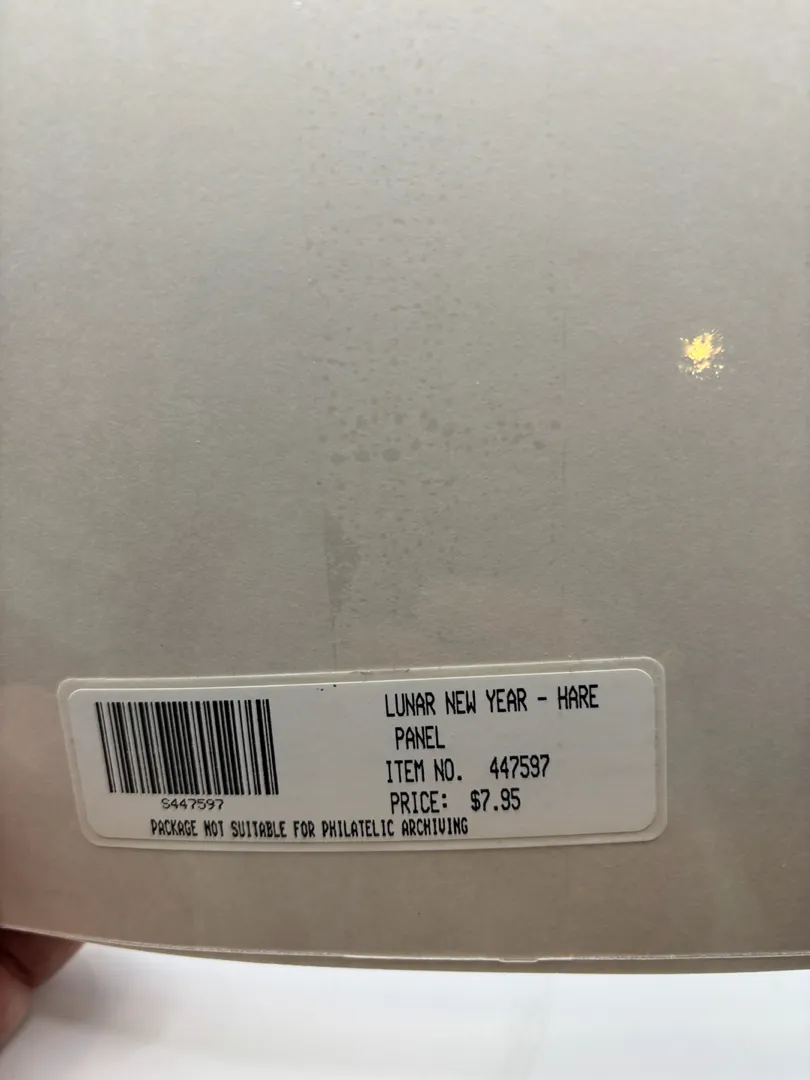 LUNAR NEW YEAR - HARE
PANEL
ITEM NO. 447597
S447597
PRICE: $7.95
PACKAGE NOT SUITABLE FOR PHILATELIC ARCHIVING